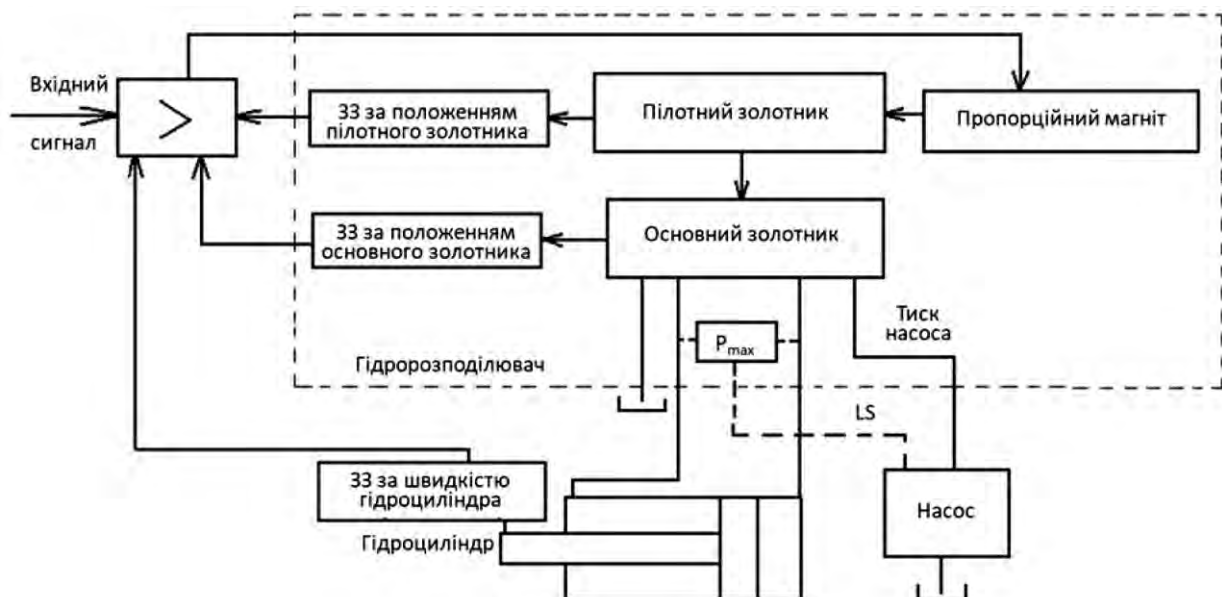 Вхідний
сигнал
ЗЗ за положенням
пілотного золотника
Пілотний золотник
Пропорційний магніт
ЗЗ за положенням
основного золотника
Основний золотник
Pmax
Тиск
насоса
Гідророзподілювач
LS
ЗЗ за швидкістю
гідроциліндра
Гідроциліндр
Насос